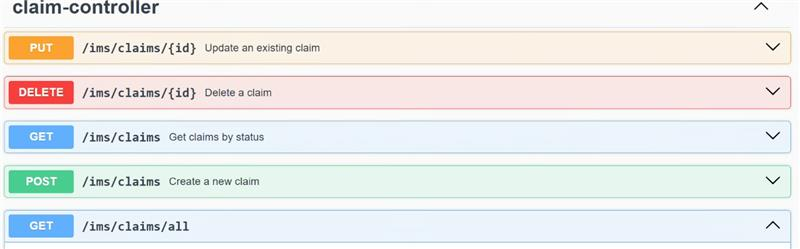 claim-controller
PUT /ims/claims/{id} Update an existing claim
DELETE /ims/claims/{id} Delete a claim
GET /ims/claims Get claims by status
POST /ims/claims Create a new claim
GET /ims/claims/all